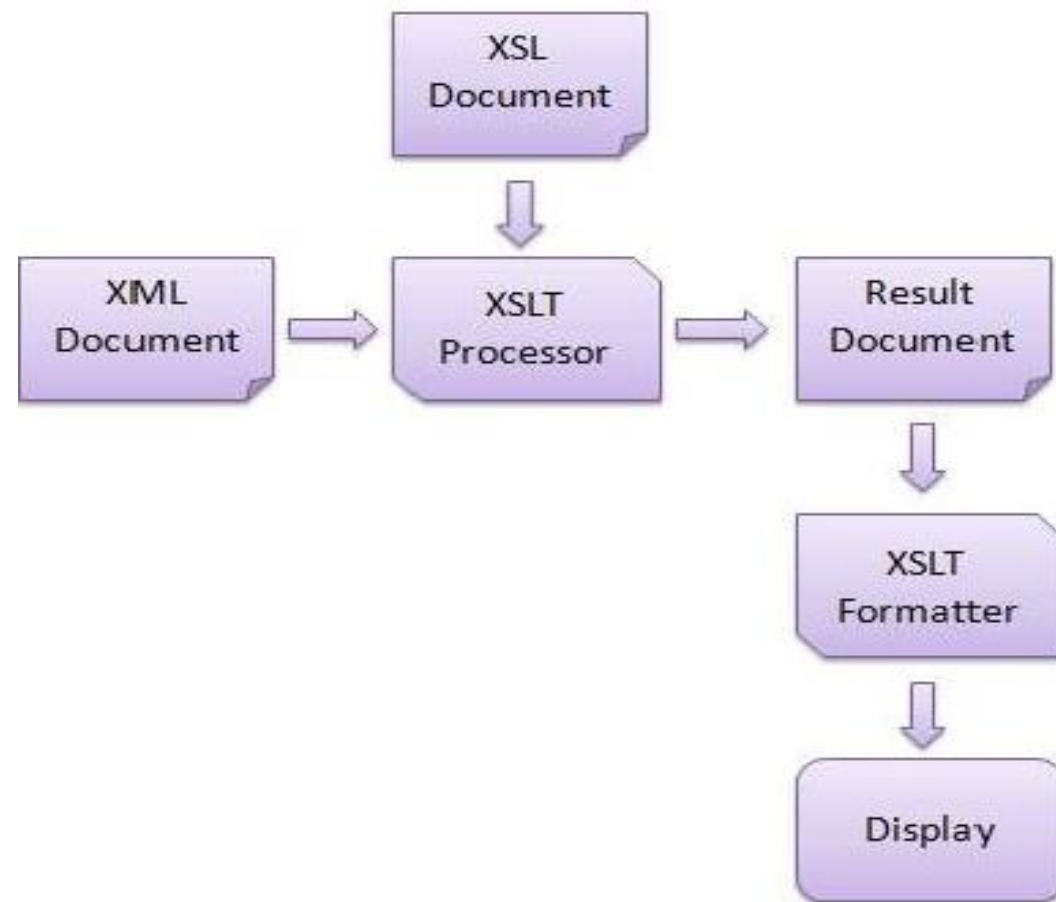 XSL
Document
XML
Document
XSLT
Processor
Result
Document
XSLT
Formatter
Display